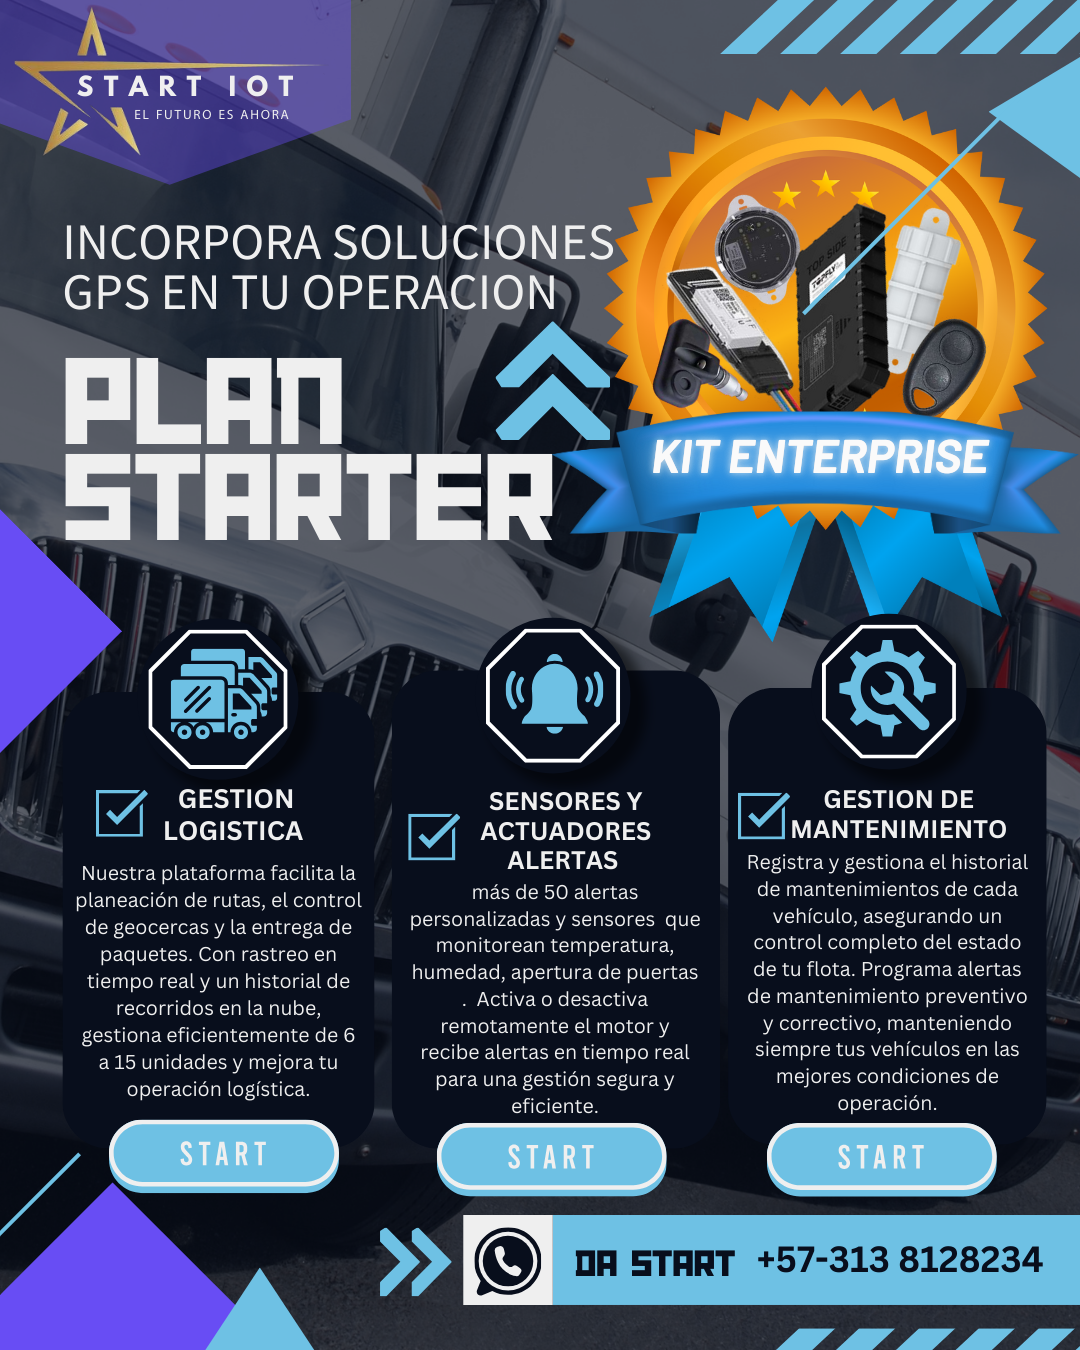 START IOT
EL FUTURO ES AHORA
INCORPORA SOLUCIONES
GPS EN TU OPERACION
PLAN
STARTER
TOP SIDE
TOPFLY
KIT ENTERPRISE
GESTION
LOGISTICA
Nuestra plataforma facilita la
planeación de rutas, el control
de geocercas y la entrega de
paquetes. Con rastreo en
tiempo real y un historial de
recorridos en la nube,
gestiona eficientemente de 6
a 15 unidades y mejora tu
operación logística.
START
SENSORES Y
ACTUADORES
ALERTAS
más de 50 alertas
personalizadas y sensores  que
monitorean temperatura,
humedad, apertura de puertas
.  Activa o desactiva
remotamente el motor y
recibe alertas en tiempo real
para una gestión segura y
eficiente.
START
GESTION DE
MANTENIMIENTO
Registra y gestiona el historial
de mantenimientos de cada
vehículo, asegurando un
control completo del estado
de tu flota. Programa alertas
de mantenimiento preventivo
y correctivo, manteniendo
siempre tus vehículos en las
mejores condiciones de
operación.
START
DA START +57-313 8128234